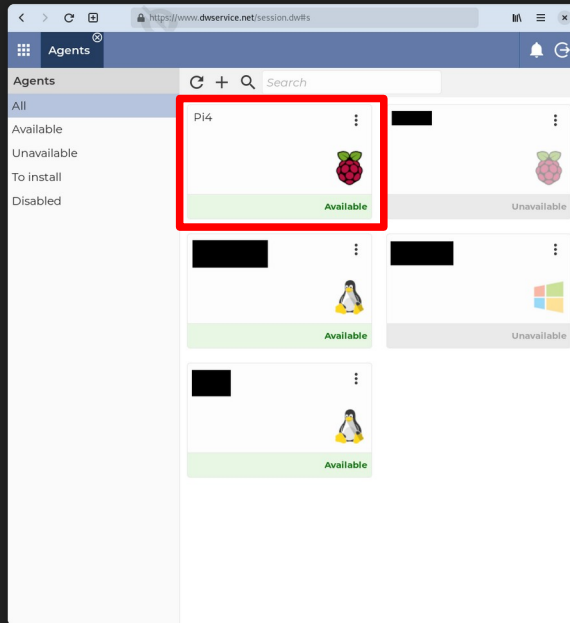 https://www.dwservice.net/session.dw#s
Agents
Agents
Search
All
Available
Unavailable
To install
Disabled
Pi4
Available
Unavailable
Available
Unavailable
Available